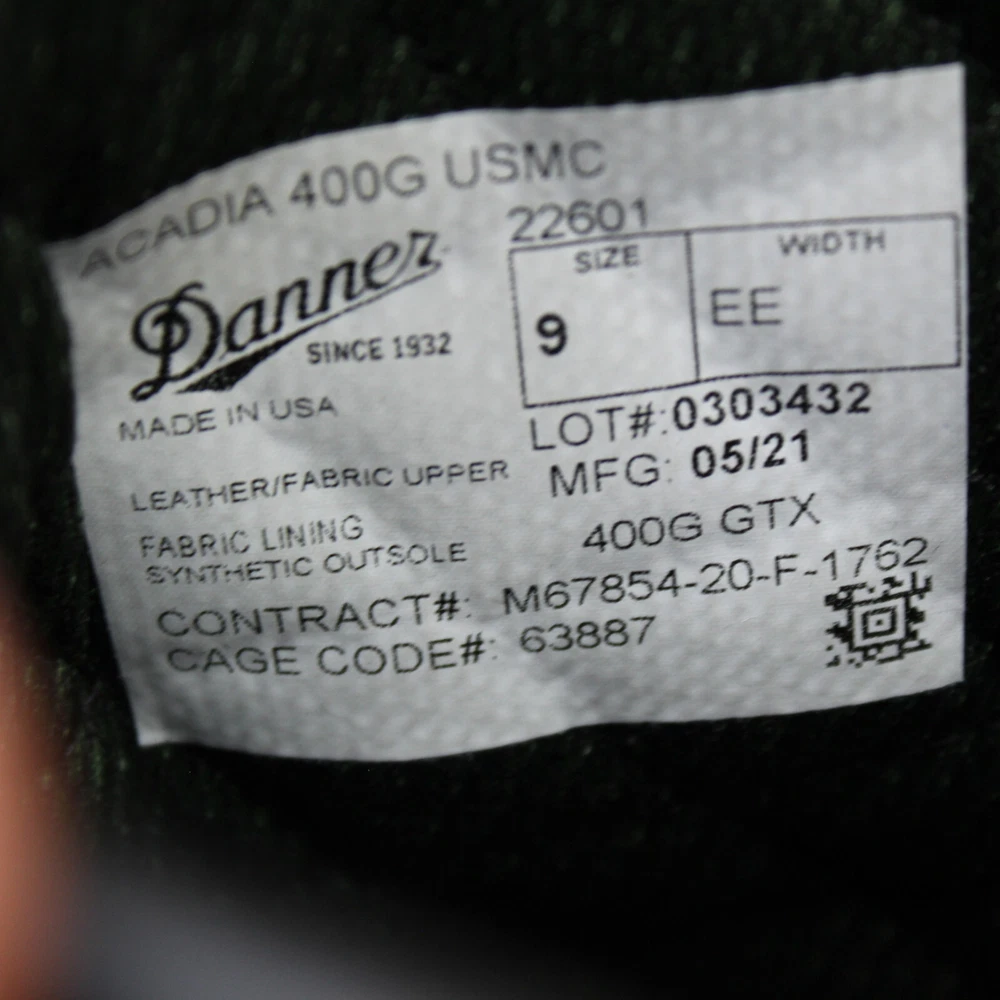 ACADIA 400G USMC
22601
Danner
SINCE 1932
MADE IN USA
SIZE
9
WIDTH
EE
LOT#:0303432
MFG: 05/21
LEATHER/FABRIC UPPER
FABRIC LINING
SYNTHETIC OUTSOLE
400G GTX
CONTRACT#: M67854-20-F-1762
CAGE CODE#: 63887